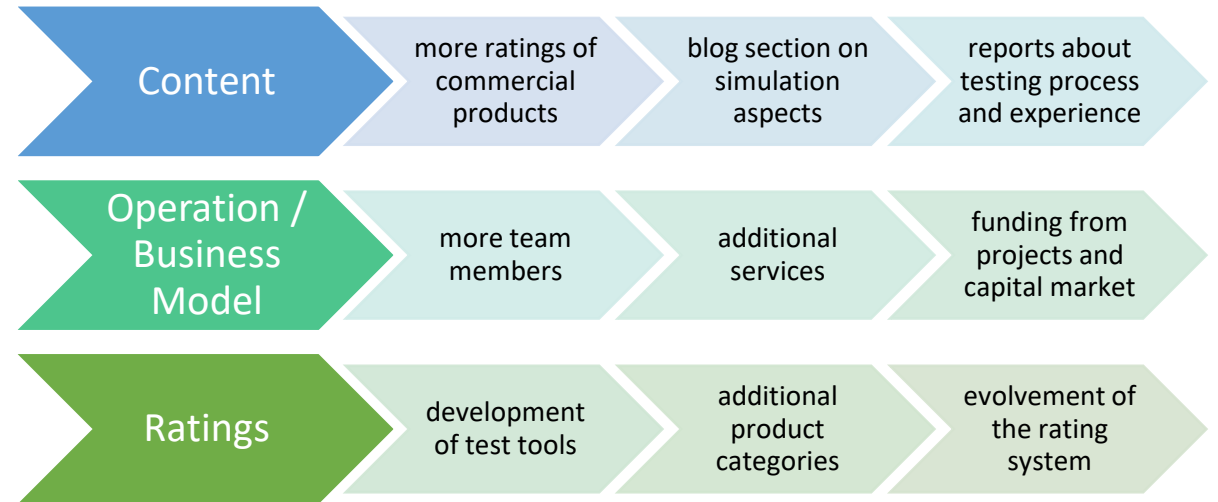 Content
more ratings of
commercial
products
blog section on
simulation
aspects
reports about
testing process
and experience
Operation /
Business
Model
more team
members
additional
services
funding from
projects and
capital market
Ratings
development
of test tools
additional
product
categories
evolvement of
the rating
system